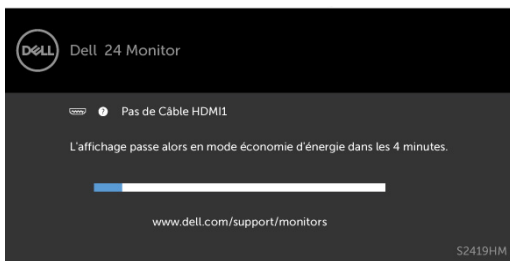 DELL
Dell 24 Monitor
? Pas de Câble HDMI1
L'affichage passe alors en mode économie d'énergie dans les 4 minutes.
www.dell.com/support/monitors
S2419HM